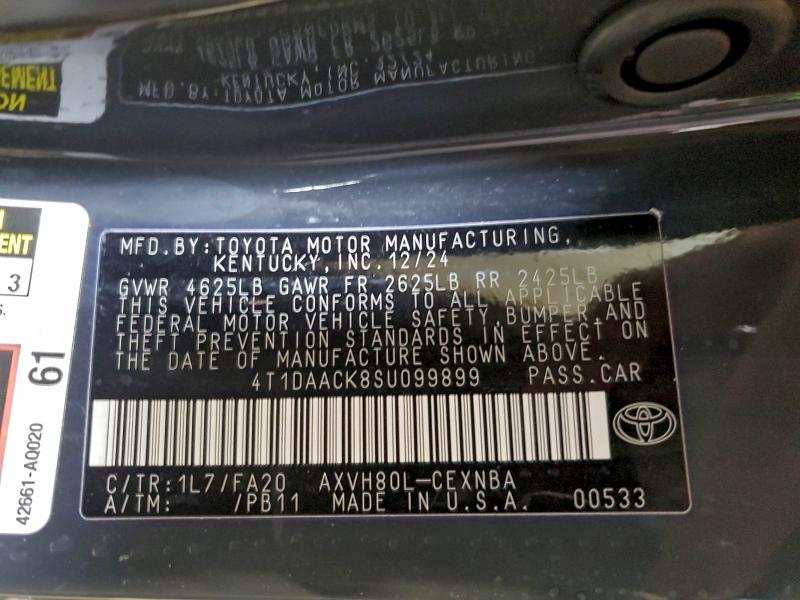 MFD.BY:TOYOTA MOTOR MANUFACTURING,
KENTUCKY, INC. 12/24
GVWR 4625LB GAWR FR 2625LB RR 2425LB
THIS VEHICLE CONFORMS TO ALL APPLICABLE
FEDERAL MOTOR VEHICLE SAFETY,BUMPER AND
THEFT PREVENTION STANDARDS IN EFFECT ON
THE DATE OF MANUFACTURE SHOWN ABOVE.
4T1DAACK8SU099899 PASS.CAR
C/TR:1L7/FA20 AXVH80L-CEXNBA
A/TM: /PB11 MADE IN U.S.A. 00533
3
61
42661-A0020